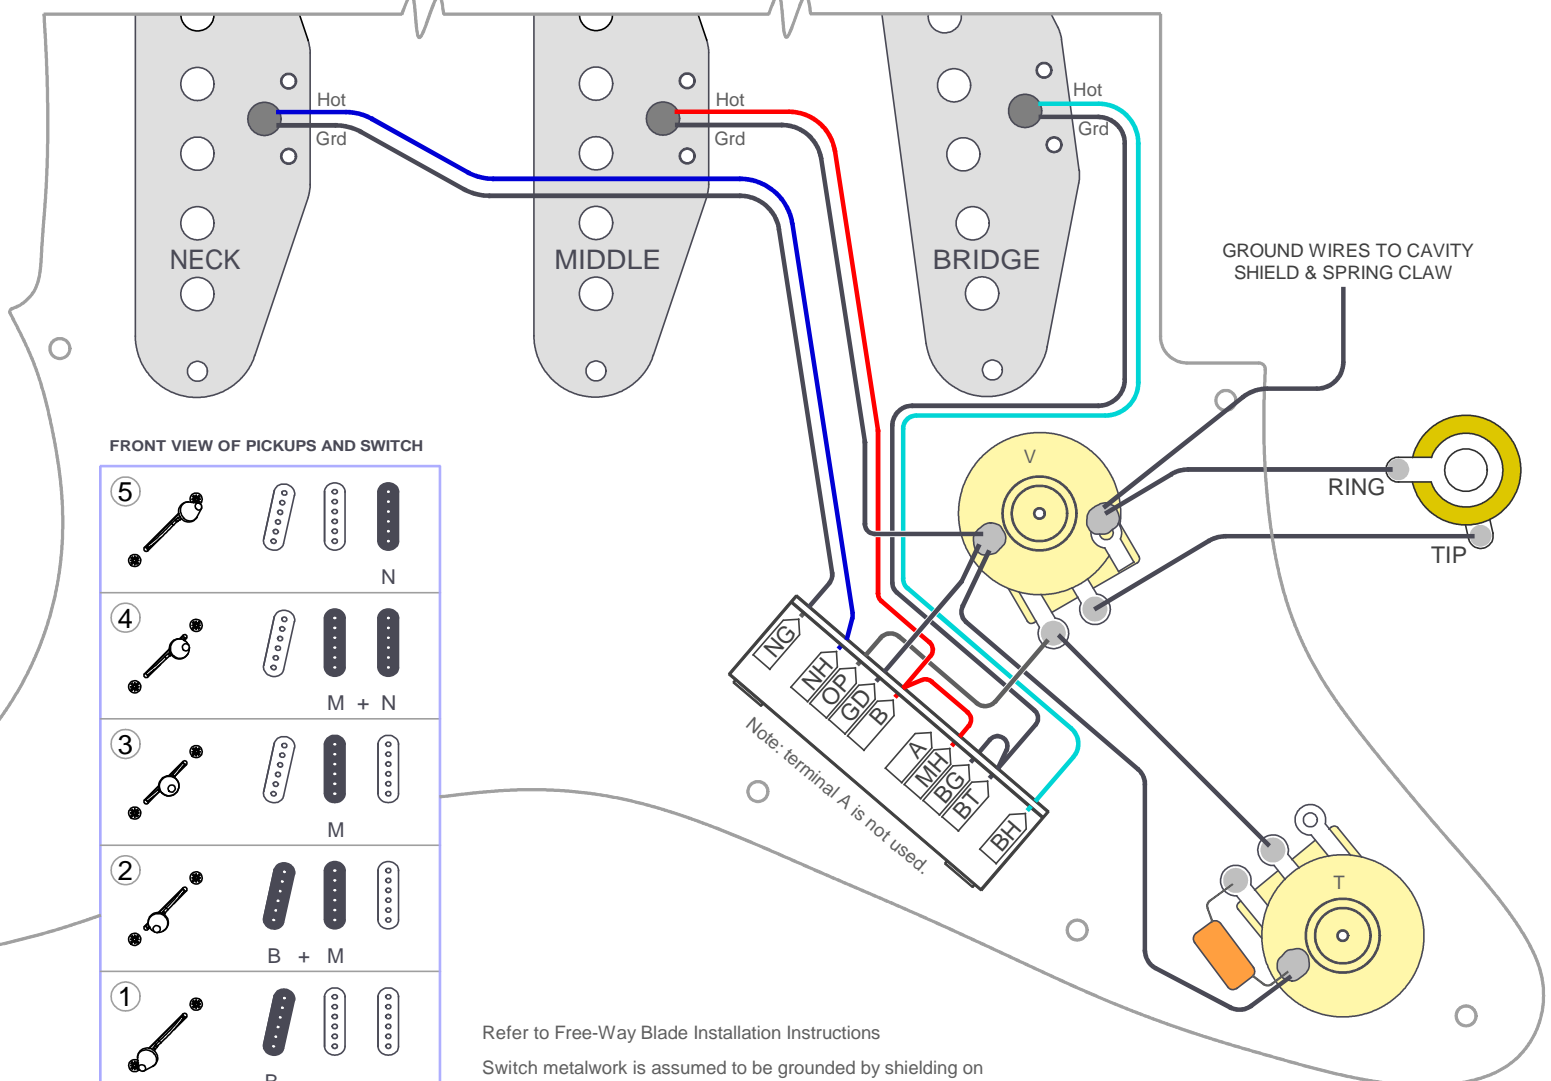 Hot
Grd
Hot
Grd
Hot
Grd
NECK
MIDDLE
BRIDGE
GROUND WIRES TO CAVITY
SHIELD & SPRING CLAW
FRONT VIEW OF PICKUPS AND SWITCH
5
N
4
M + N
3
M
2
B + M
1
B
V
RING
TIP
NG
NH
OP
GD
B
A
MH
BG
BT
BH
Note: terminal A is not used.
T
Refer to Free-Way Blade Installation Instructions
Switch metalwork is assumed to be grounded by shielding on